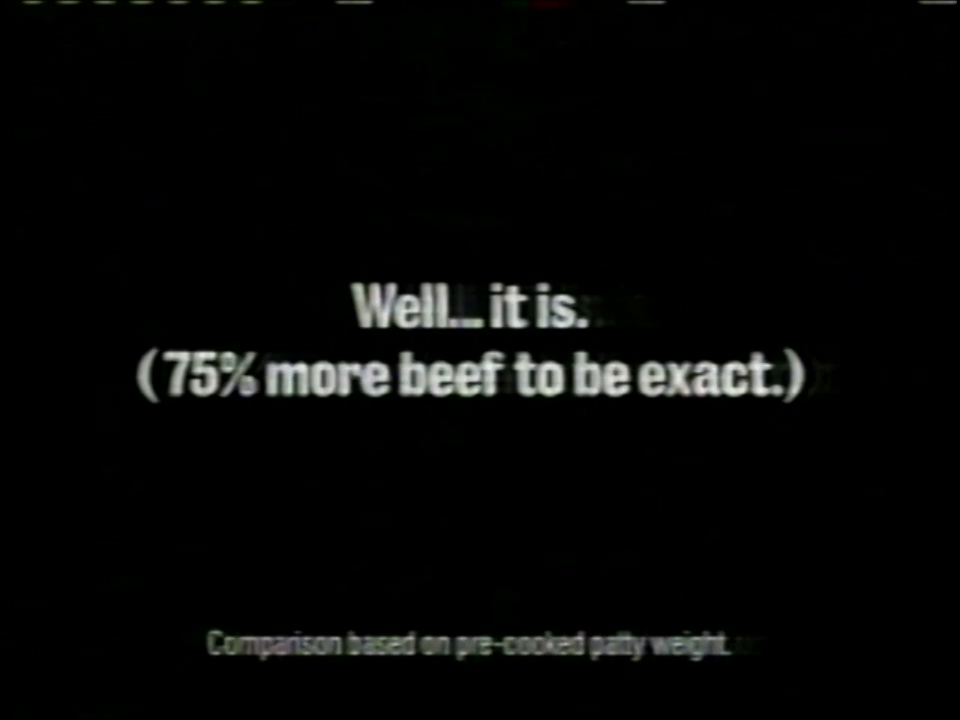 Well... it is.
(75% more beef to be exact.)
Comparison based on pre-cooked patty weight.